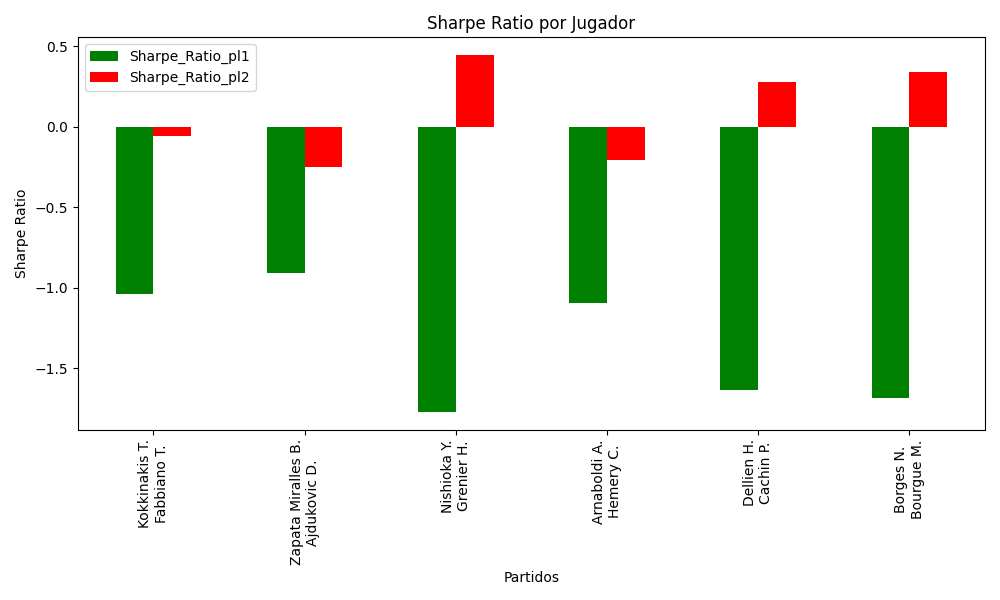 Sharpe Ratio por Jugador
Sharpe_Ratio_pl1
Sharpe_Ratio_pl2
Sharpe Ratio
0.5
0.0
−0.5
−1.0
−1.5
Kokkinakis T.
Fabbiano T.
Zapata Miralles B.
Ajdukovic D.
Nishioka Y.
Grenier H.
Arnaboldi A.
Hemery C.
Dellien H.
Cachin P.
Borges N.
Bourgue M.
Partidos